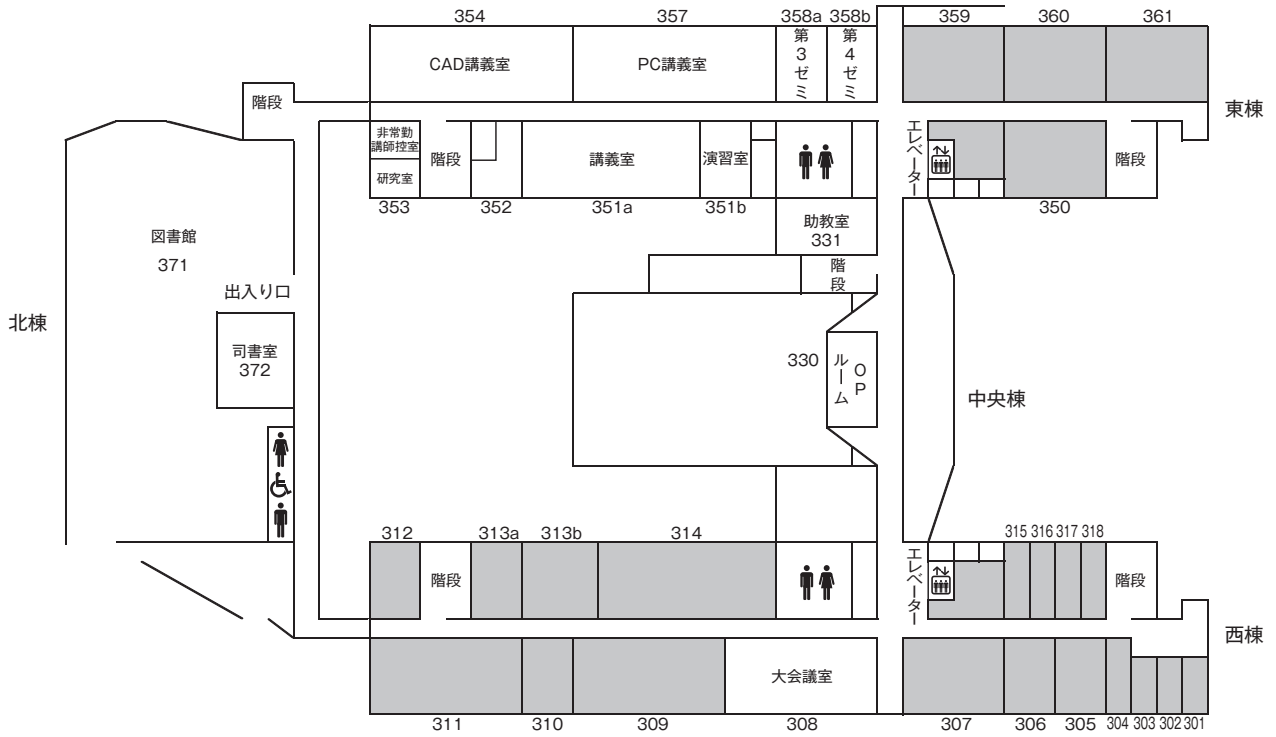 354
357
358a
358b
359
360
361
CAD講義室
PC講義室
第3ゼミ
第4ゼミ
階段
東棟
非常勤
講師控室
研究室
階段
講義室
演習室
エレベーター
階段
353
352
351a
351b
350
図書館
371
助教室
331
階段
出入り口
北棟
司書室
372
330
OP
ルーム
中央棟
312
313a
313b
314
315
316
317
318
階段
エレベーター
階段
西棟
大会議室
311
310
309
308
307
306
305
304
303
302
301